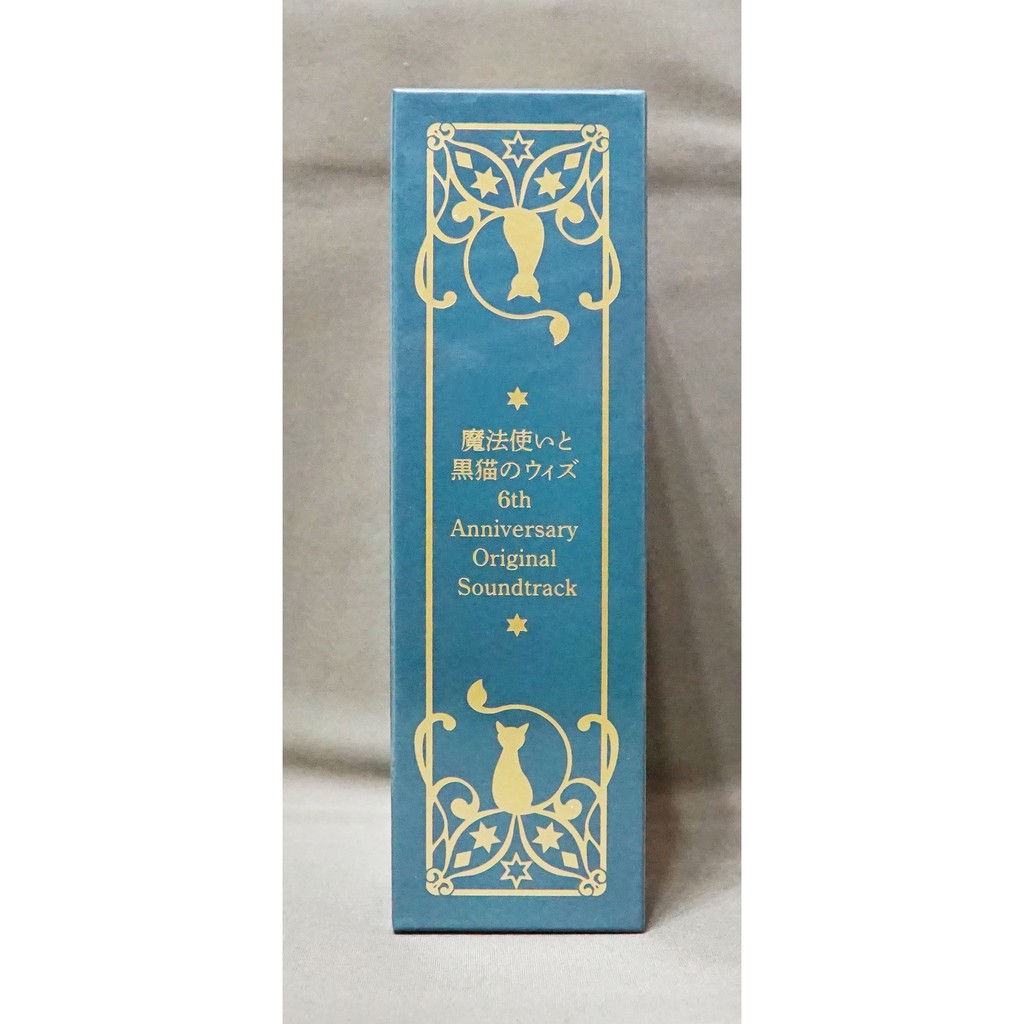 魔法使いと
黒猫のウィズ
6th
Anniversary
Original
Soundtrack